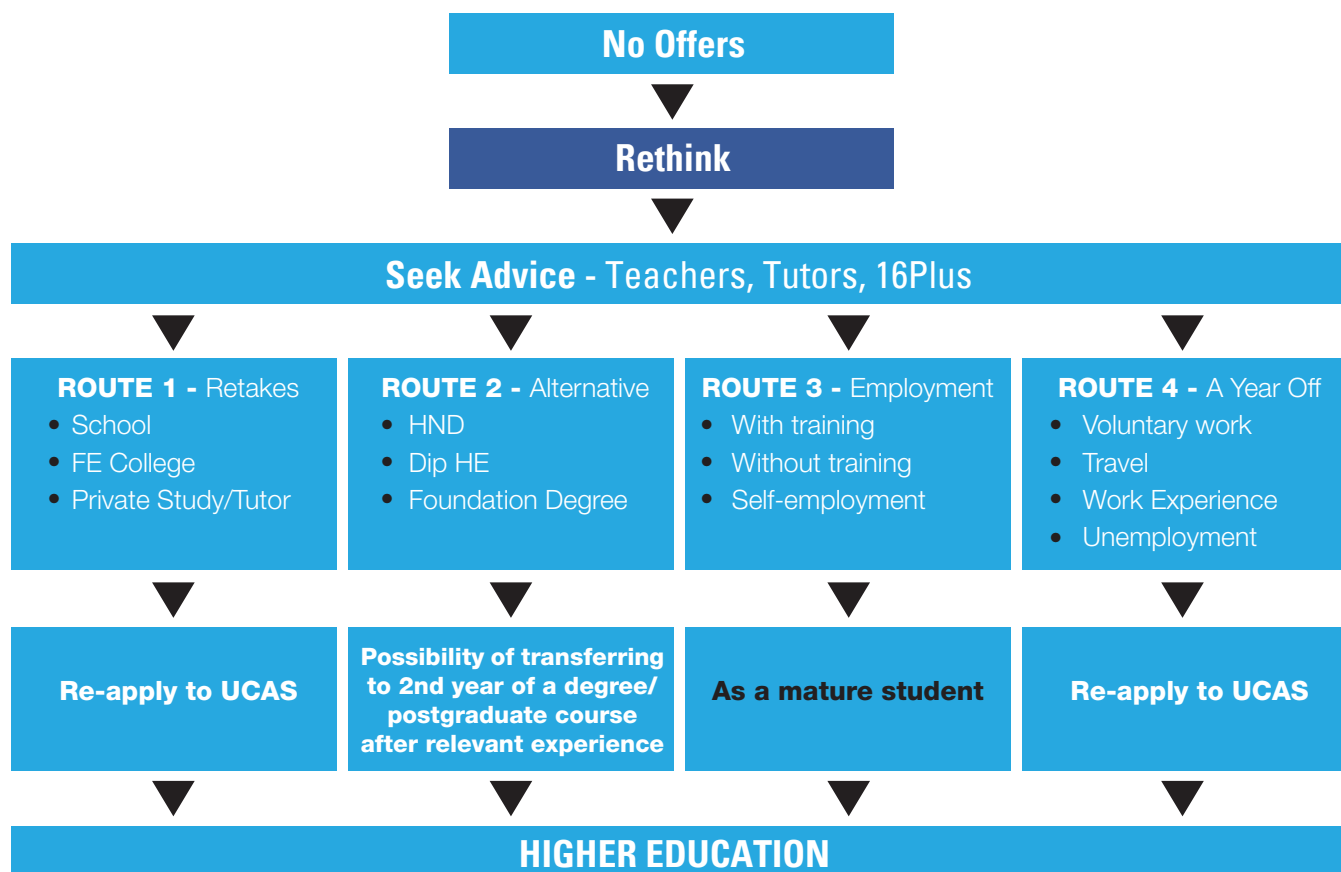 No Offers
Rethink
Seek Advice - Teachers, Tutors, 16Plus
ROUTE 1 - Retakes
• School
• FE College
• Private Study/Tutor
ROUTE 2 - Alternative
• HND
• Dip HE
• Foundation Degree
ROUTE 3 - Employment
• With training
• Without training
• Self-employment
ROUTE 4 - A Year Off
• Voluntary work
• Travel
• Work Experience
• Unemployment
Re-apply to UCAS
Possibility of transferring
to 2nd year of a degree/
postgraduate course
after relevant experience
As a mature student
Re-apply to UCAS
HIGHER EDUCATION